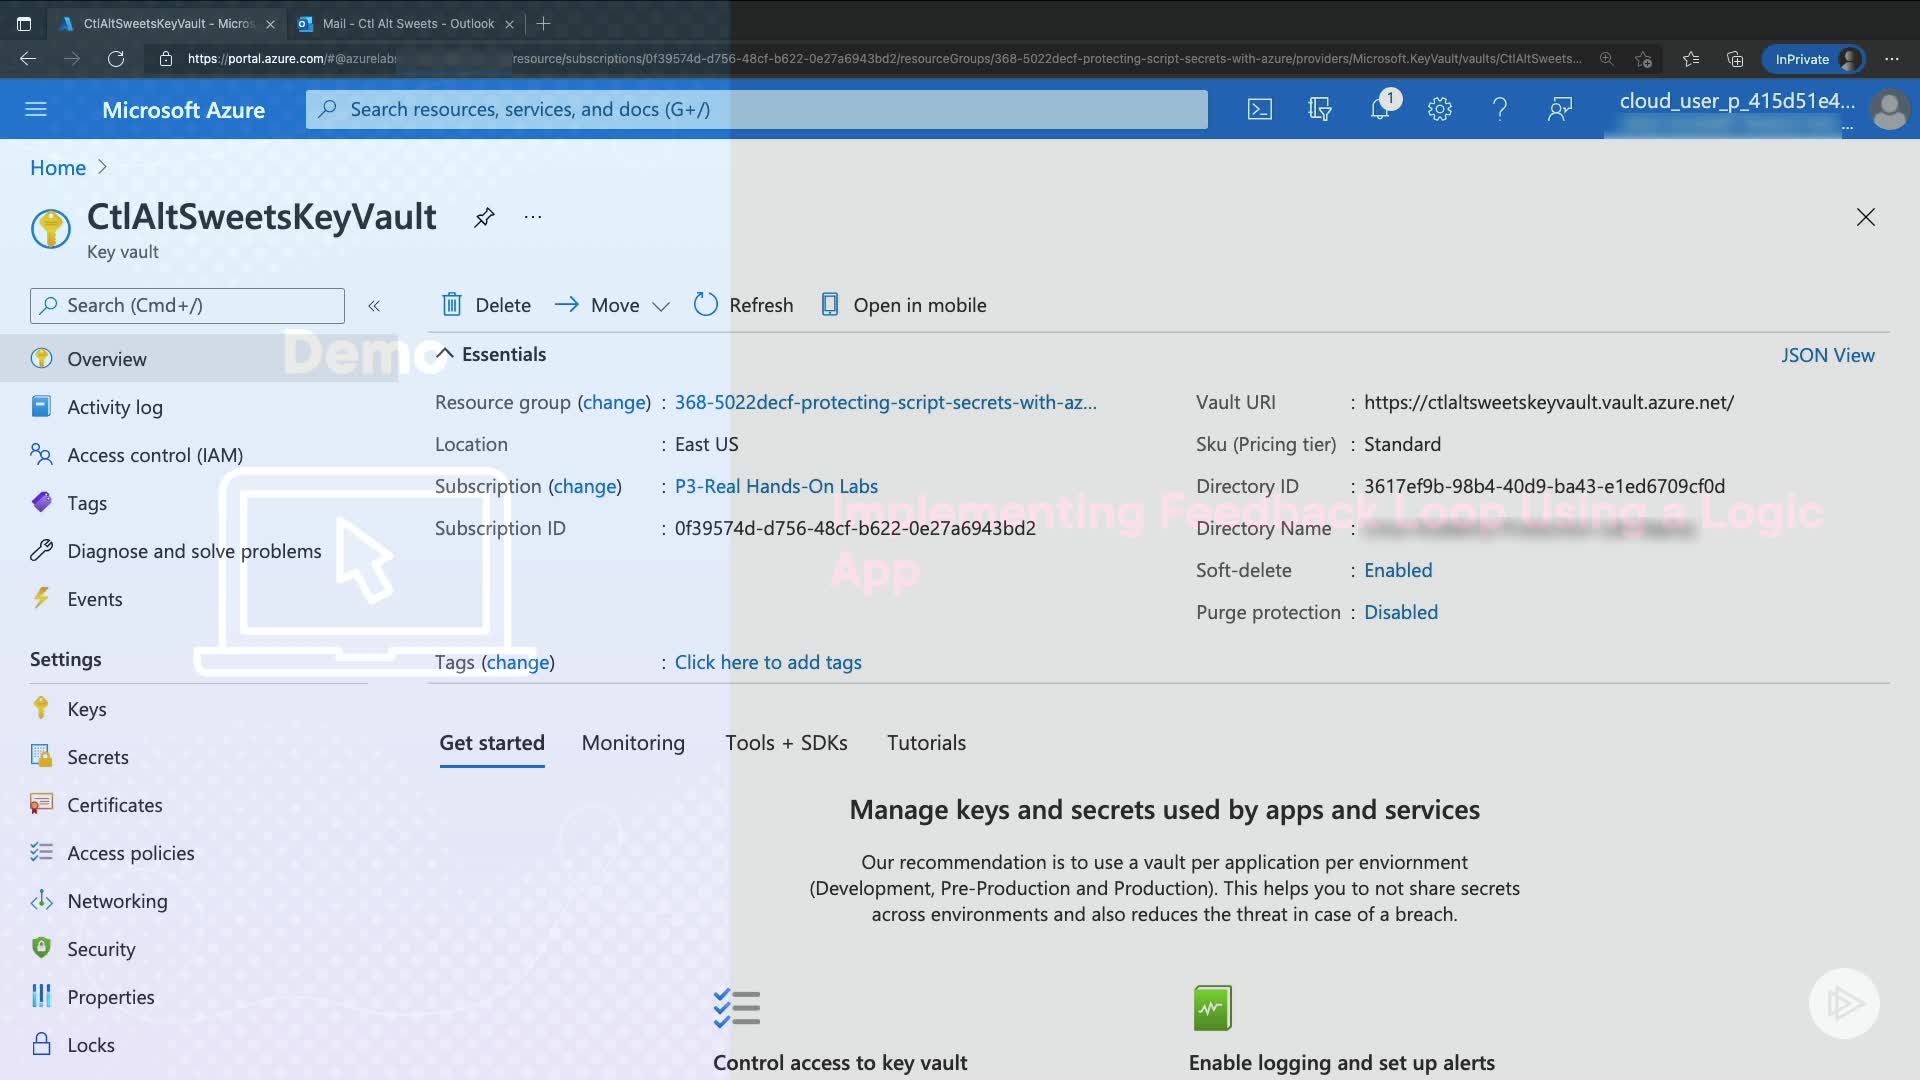 CtlAltSweetsKeyVault - Micros
Mail - Ctl Alt Sweets - Outlook
https://portal.azure.com/#@azurelabs
resource/subscriptions/0f39574d-d756-48cf-b622-0e27a6943bd2/resourceGroups/368-5022decf-protecting-script-secrets-with-azure/providers/Microsoft.KeyVault/vaults/CtlAltSweets...
InPrivate
Microsoft Azure
Search resources, services, and docs (G+/)
1
cloud_user_p_415d51e4...
Home
CtlAltSweetsKeyVault
Key vault
Search (Cmd+/)
Delete
Move
Refresh
Open in mobile
Demo
Overview
Activity log
Access control (IAM)
Tags
Diagnose and solve problems
Events
Settings
Keys
Secrets
Certificates
Access policies
Networking
Security
Properties
Locks
Essentials
JSON View
Resource group (change) : 368-5022decf-protecting-script-secrets-with-az...
Location : East US
Subscription (change) : P3-Real Hands-On Labs
Subscription ID : 0f39574d-d756-48cf-b622-0e27a6943bd2
Vault URI : https://ctlaltsweetskeyvault.vault.azure.net/
Sku (Pricing tier) : Standard
Directory ID : 3617ef9b-98b4-40d9-ba43-e1ed6709cf0d
Directory Name :
Soft-delete : Enabled
Purge protection : Disabled
Implementing Feedback Loop Using a Logic
App
Tags (change) : Click here to add tags
Get started
Monitoring
Tools + SDKs
Tutorials
Manage keys and secrets used by apps and services
Our recommendation is to use a vault per application per enviornment
(Development, Pre-Production and Production). This helps you to not share secrets
across environments and also reduces the threat in case of a breach.
Control access to key vault
Enable logging and set up alerts